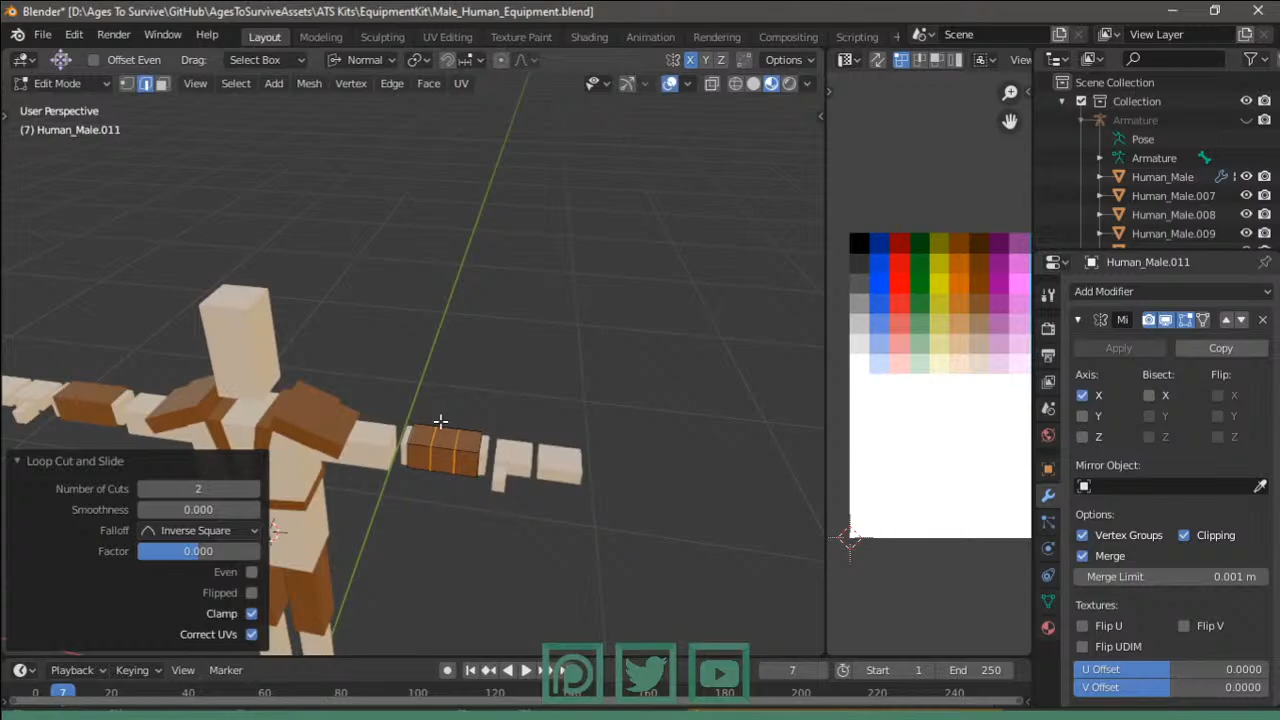 Blender* [D:\Ages To Survive\GitHub\AgesToSurviveAssets\ATS Kits\EquipmentKit\Male_Human_Equipment.blend]
File Edit Render Window Help Layout Modeling Sculpting UV Editing Texture Paint Shading Animation Rendering Compositing Scripting Scene View Layer
Offset Even Drag: Select Box Normal X Y Z Options
Edit Mode View Select Add Mesh Vertex Edge Face UV
User Perspective
(7) Human_Male.011
Loop Cut and Slide
Number of Cuts 2
Smoothness 0.000
Falloff Inverse Square
Factor 0.000
Even
Flipped
Clamp
Correct UVs
Scene Collection
Collection
Armature
Pose
Armature
Human_Male
Human_Male.007
Human_Male.008
Human_Male.009
Human_Male.011
Add Modifier
Mi
Apply Copy
Axis: Bisect: Flip:
X X X
Y Y Y
Z Z Z
Mirror Object:
Options:
Vertex Groups Clipping
Merge
Merge Limit 0.001 m
Textures:
Flip U Flip V
Flip UDIM
U Offset 0.0000
V Offset 0.0000
Playback Keying View Marker 7 Start 1 End 250
0 7 20 40 60 80 100 120 140 160 180 200 220 240